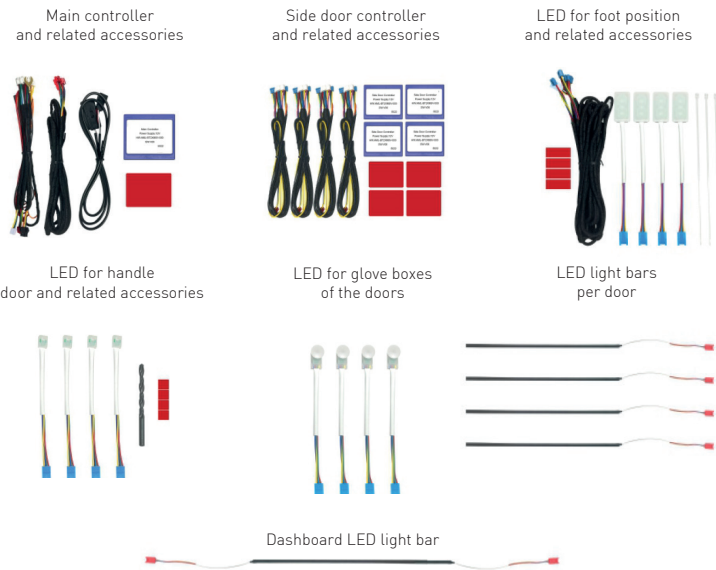 Main controller
and related accessories
Side door controller
and related accessories
LED for foot position
and related accessories
LED for handle
door and related accessories
LED for glove boxes
of the doors
LED light bars
per door
Dashboard LED light bar